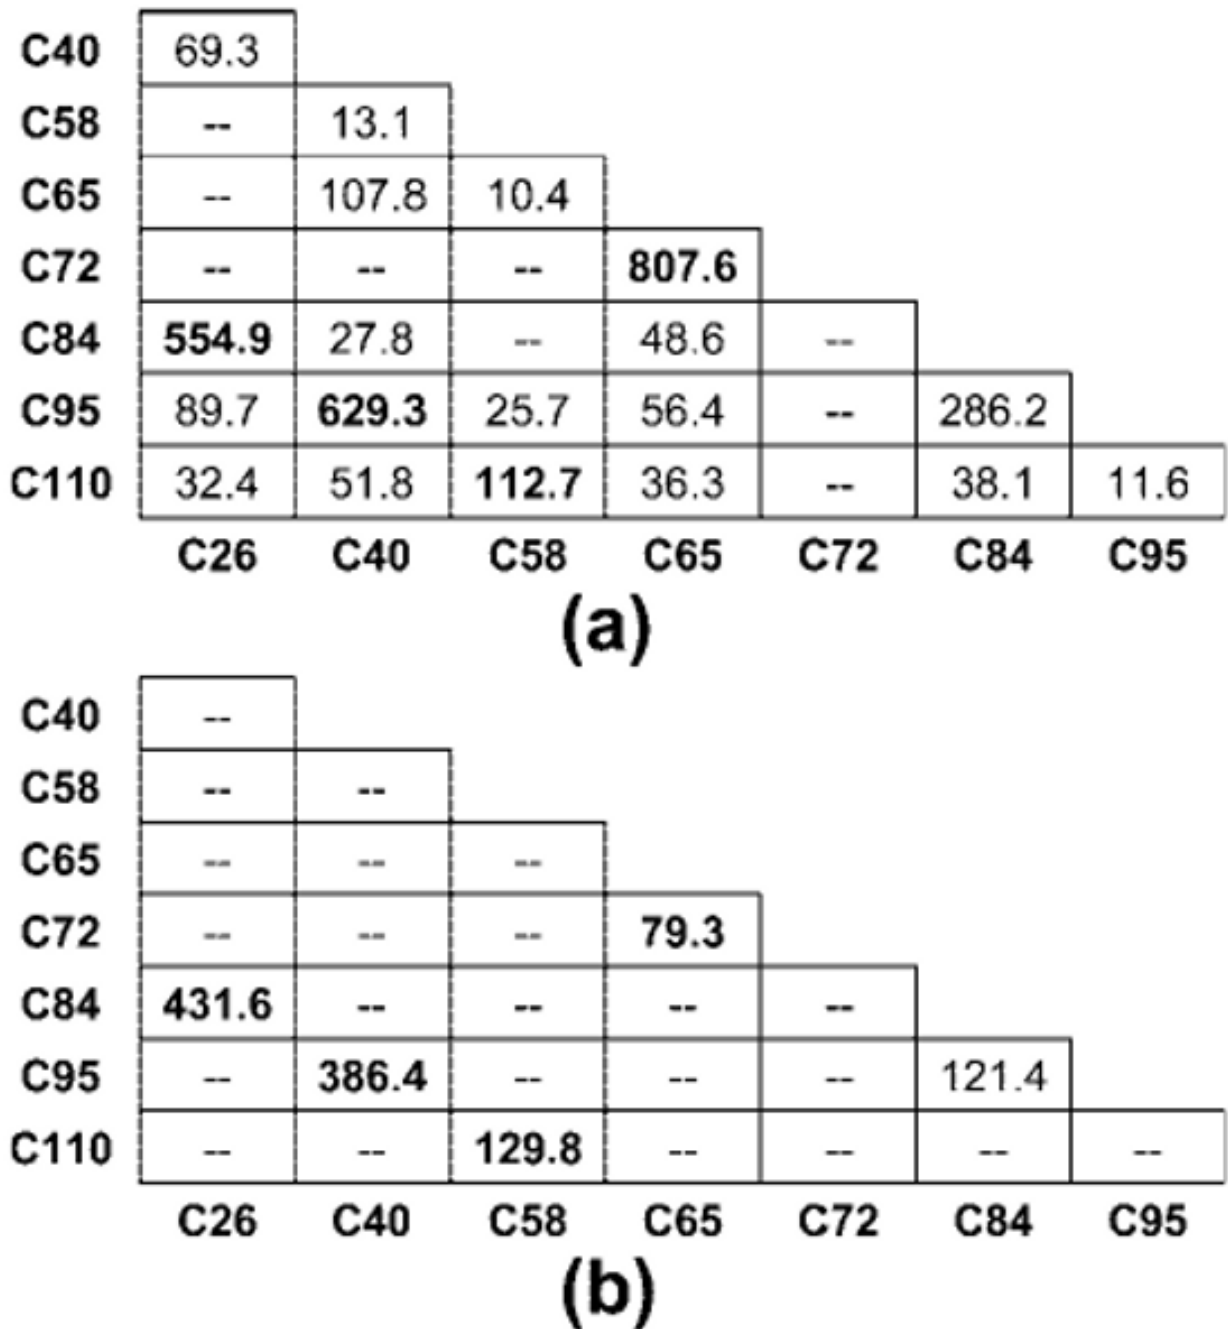 C40 69.3
C58 -- 13.1
C65 -- 107.8 10.4
C72 -- -- -- 807.6
C84 554.9 27.8 -- 48.6 --
C95 89.7 629.3 25.7 56.4 -- 286.2
C110 32.4 51.8 112.7 36.3 -- 38.1 11.6
C26 C40 C58 C65 C72 C84 C95
(a)
C40 --
C58 -- --
C65 -- -- --
C72 -- -- -- 79.3
C84 431.6 -- -- -- --
C95 -- 386.4 -- -- -- 121.4
C110 -- -- 129.8 -- -- -- --
C26 C40 C58 C65 C72 C84 C95
(b)